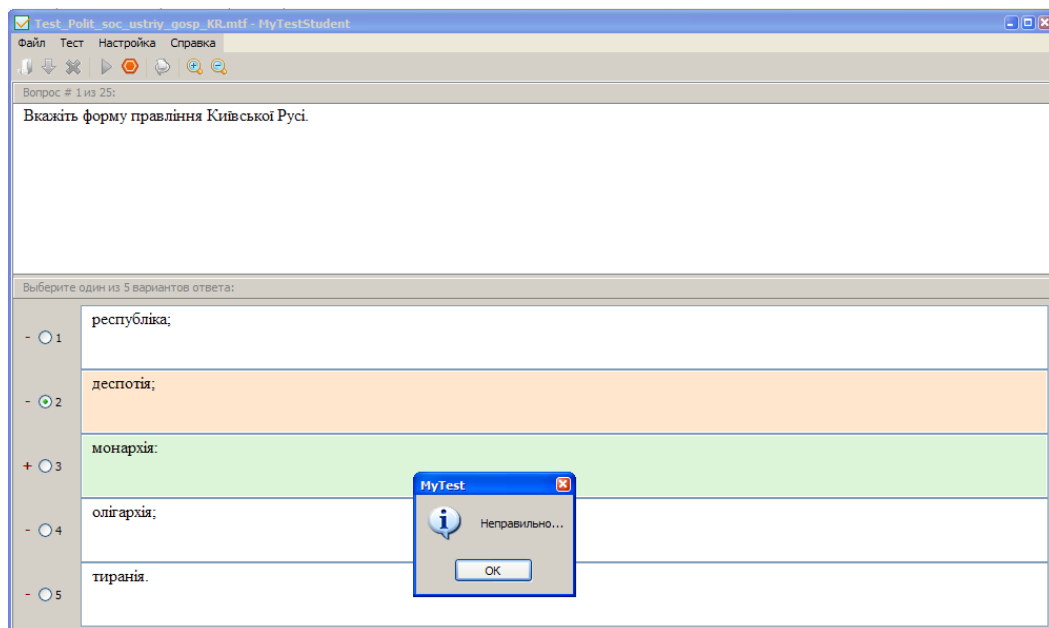 Test_Polit_soc_ustriy_gosp_KR.mtf - MyTestStudent
Файл Тест Настройка Справка
Вопрос # 1 из 25:
Вкажіть форму правління Київської Русі.
Выберите один из 5 вариантов ответа:
- 1 республіка;
- 2 деспотія;
+ 3 монархія:
- 4 олігархія;
- 5 тиранія.
MyTest
Неправильно...
OK